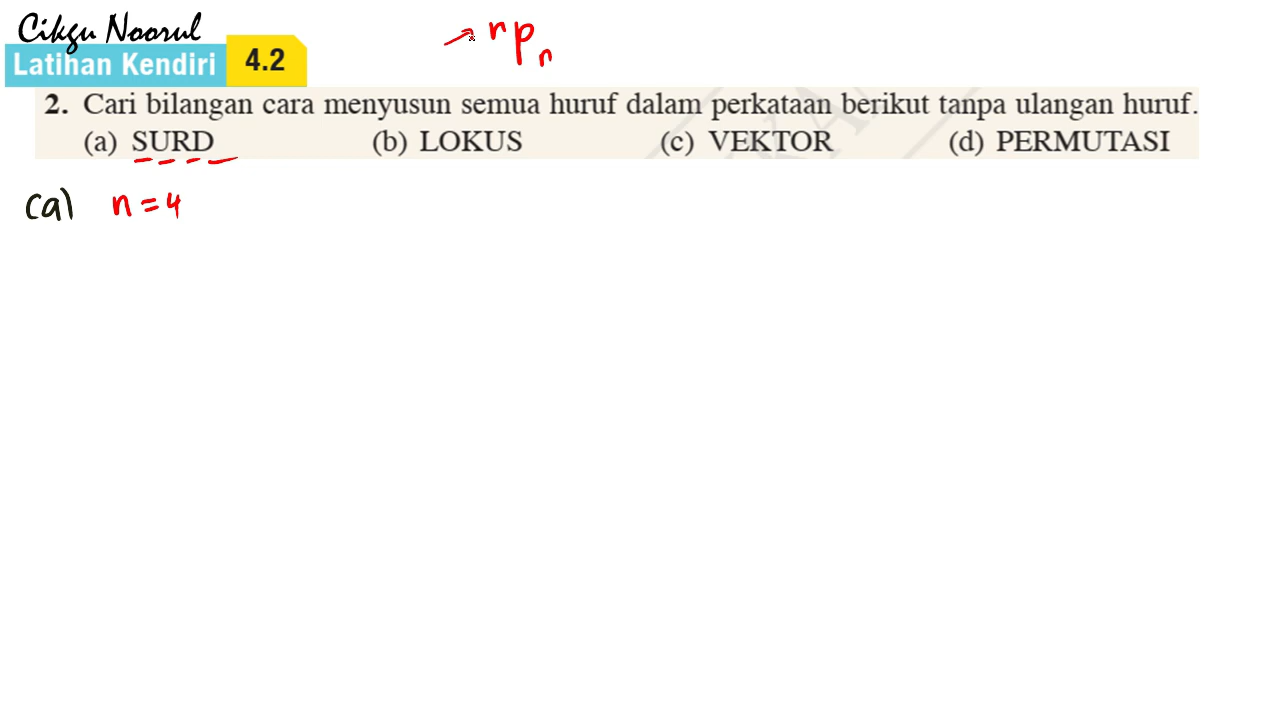 Cikgu Noorul
Latihan Kendiri 4.2
→ nPn
2. Cari bilangan cara menyusun semua huruf dalam perkataan berikut tanpa ulangan huruf.
(a) SURD (b) LOKUS (c) VEKTOR (d) PERMUTASI
(a) n = 4